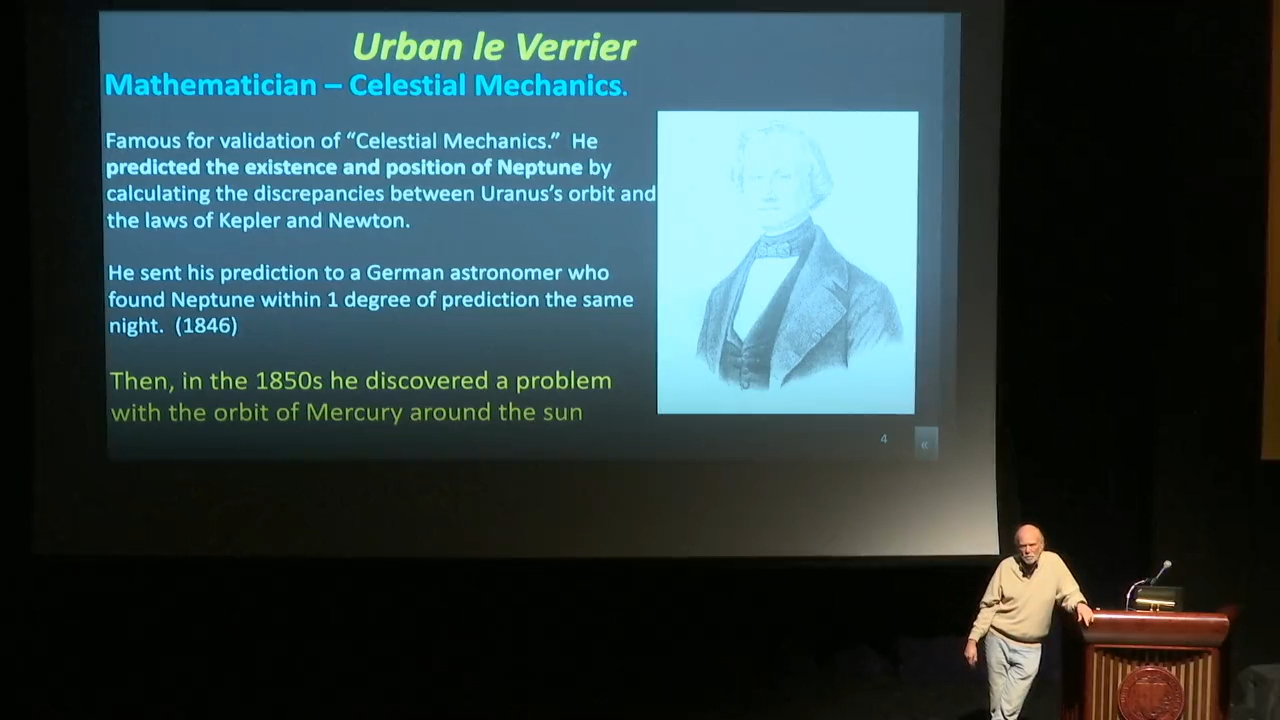 Urban le Verrier
Mathematician – Celestial Mechanics.
Famous for validation of “Celestial Mechanics.” He
predicted the existence and position of Neptune by
calculating the discrepancies between Uranus’s orbit and
the laws of Kepler and Newton.
He sent his prediction to a German astronomer who
found Neptune within 1 degree of prediction the same
night. (1846)
Then, in the 1850s he discovered a problem
with the orbit of Mercury around the sun
4
«